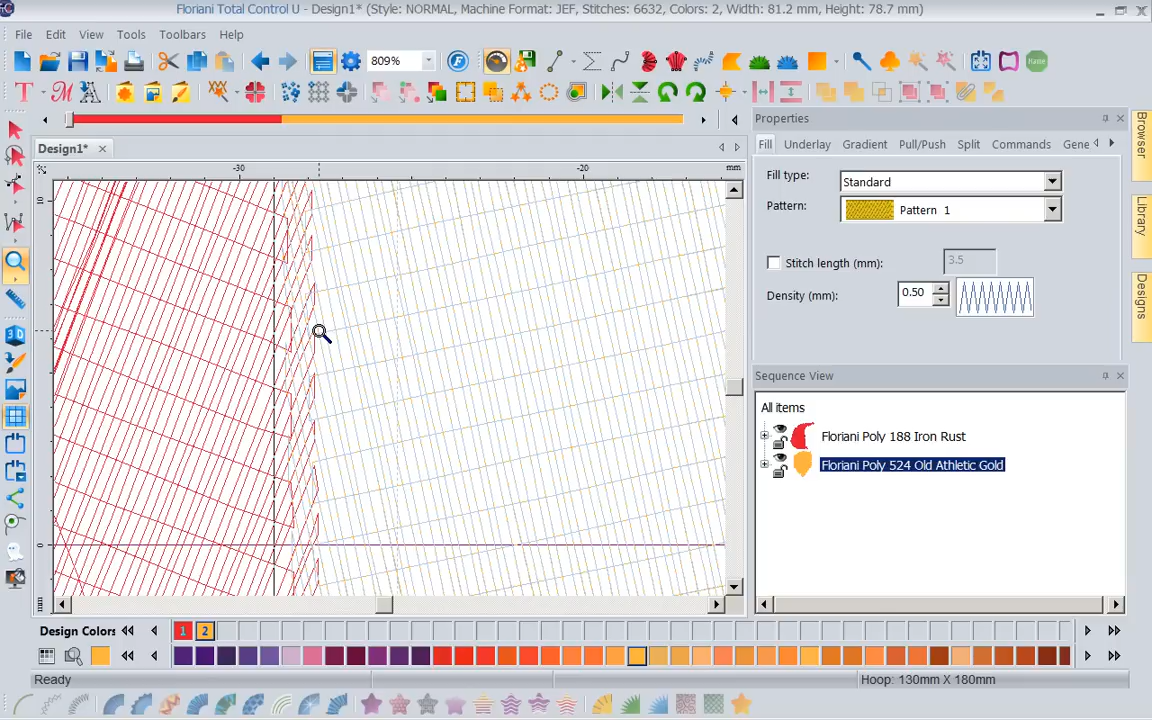 Floriani Total Control U - Design1* (Style: NORMAL, Machine Format: JEF, Stitches: 6632, Colors: 2, Width: 81.2 mm, Height: 78.7 mm)
File Edit View Tools Toolbars Help
809%
Design1*
Properties
Fill Underlay Gradient Pull/Push Split Commands Gene
Fill type: Standard
Pattern: Pattern 1
Stitch length (mm): 3.5
Density (mm): 0.50
-30 -20 mm
10
0
mm
Sequence View
All items
Floriani Poly 188 Iron Rust
Floriani Poly 524 Old Athletic Gold
Browser
Library
Designs
Design Colors 1 2
Ready Hoop: 130mm X 180mm